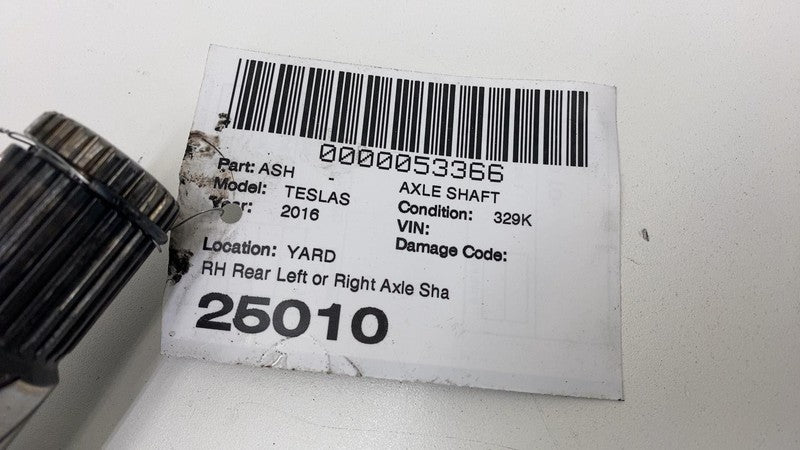 0000053366
Part: ASH - AXLE SHAFT
Model: TESLAS Condition: 329K
Year: 2016 VIN:
Damage Code:
Location: YARD
RH Rear Left or Right Axle Sha
25010